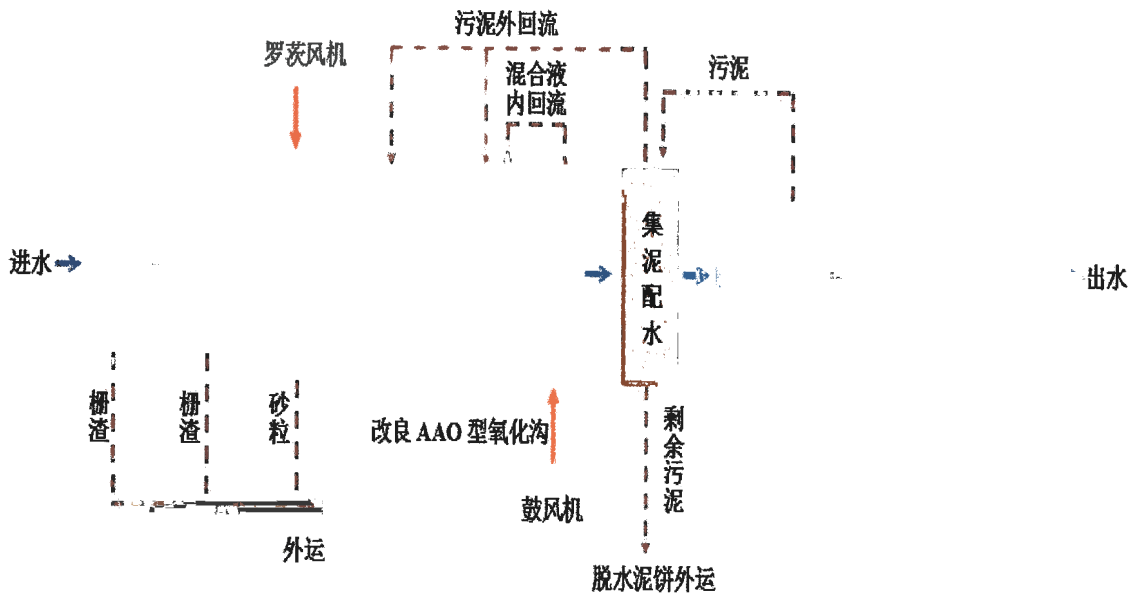 污泥外回流
罗茨风机
混合液
内回流
污泥
进水
集泥配水
出水
栅渣
栅渣
砂粒
改良 AAO 型氧化沟
剩余污泥
鼓风机
外运
脱水泥饼外运